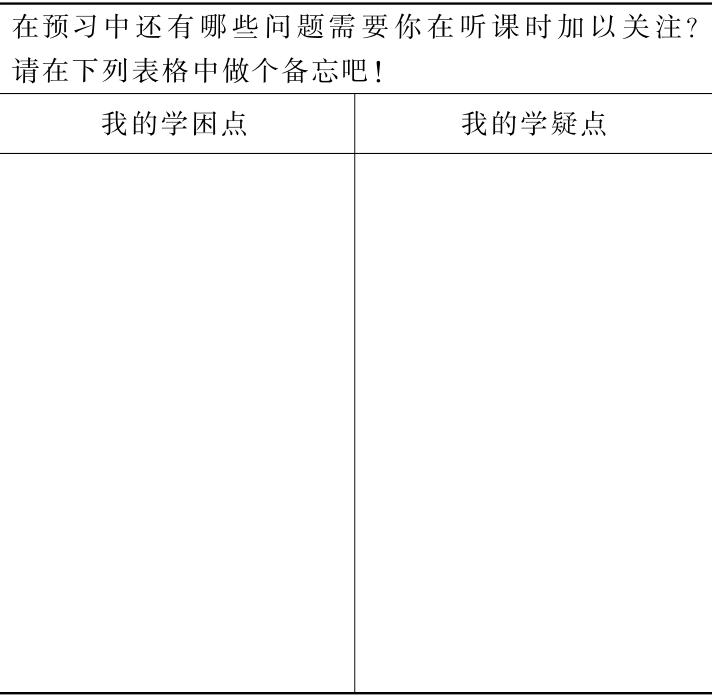 在预习中还有哪些问题需要你在听课时加以关注？
请在下列表格中做个备忘吧！
我的学困点
我的学疑点